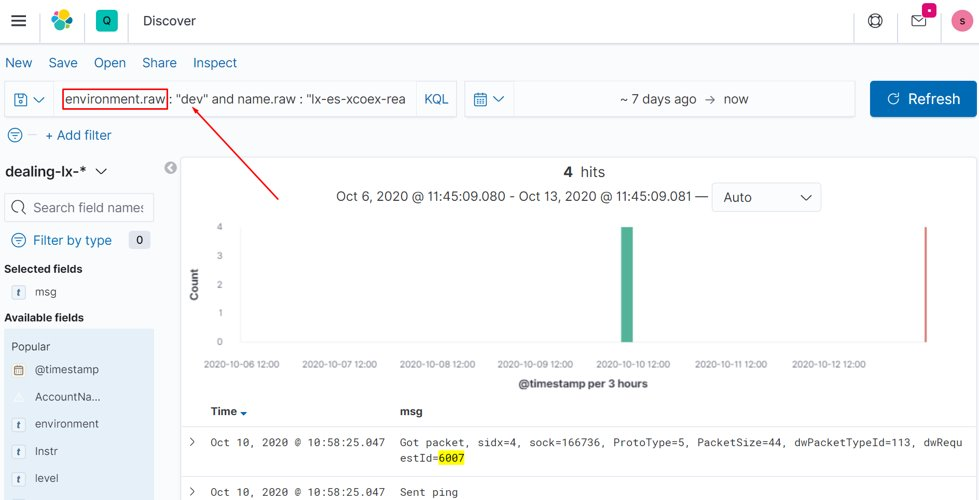 Q
Discover
s
New Save Open Share Inspect
environment.raw : "dev" and name.raw : "lx-es-xcoex-rea KQL
~ 7 days ago → now
Refresh
+ Add filter
dealing-lx-*
Search field names
Filter by type 0
Selected fields
t msg
Available fields
Popular
@timestamp
AccountNa...
t environment
t Instr
t level
4 hits
Oct 6, 2020 @ 11:45:09.080 - Oct 13, 2020 @ 11:45:09.081 — Auto
Count
4
3
2
1
0
2020-10-06 12:00 2020-10-07 12:00 2020-10-08 12:00 2020-10-09 12:00 2020-10-10 12:00 2020-10-11 12:00 2020-10-12 12:00
@timestamp per 3 hours
Time msg
Oct 10, 2020 @ 10:58:25.047 Got packet, sidx=4, sock=166736, ProtoType=5, PacketSize=44, dwPacketTypeId=113, dwRequ
estId=6007
Oct 10, 2020 @ 10:58:25.047 Sent ping